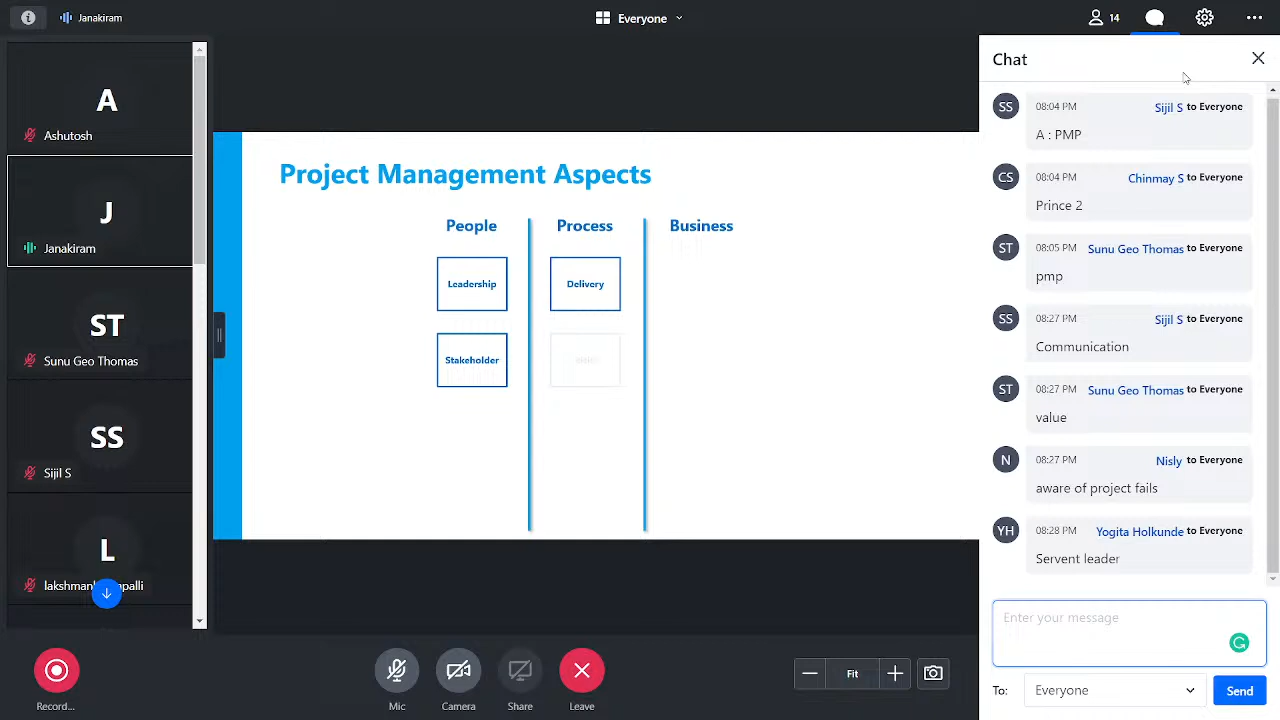 Janakiram
Everyone
14
A
Ashutosh
J
Janakiram
ST
Sunu Geo Thomas
SS
Sijil S
L
Project Management Aspects
People
Process
Business
Leadership
Delivery
Stakeholder
Chat
SS
08:04 PM
Sijil S to Everyone
A : PMP
CS
08:04 PM
Chinmay S to Everyone
Prince 2
ST
08:05 PM
Sunu Geo Thomas to Everyone
pmp
SS
08:27 PM
Sijil S to Everyone
Communication
ST
08:27 PM
Sunu Geo Thomas to Everyone
value
N
08:27 PM
Nisly to Everyone
aware of project fails
YH
08:28 PM
Yogita Holkunde to Everyone
Servent leader
Enter your message
To:
Everyone
Send
Record...
Mic
Camera
Share
Leave
Fit